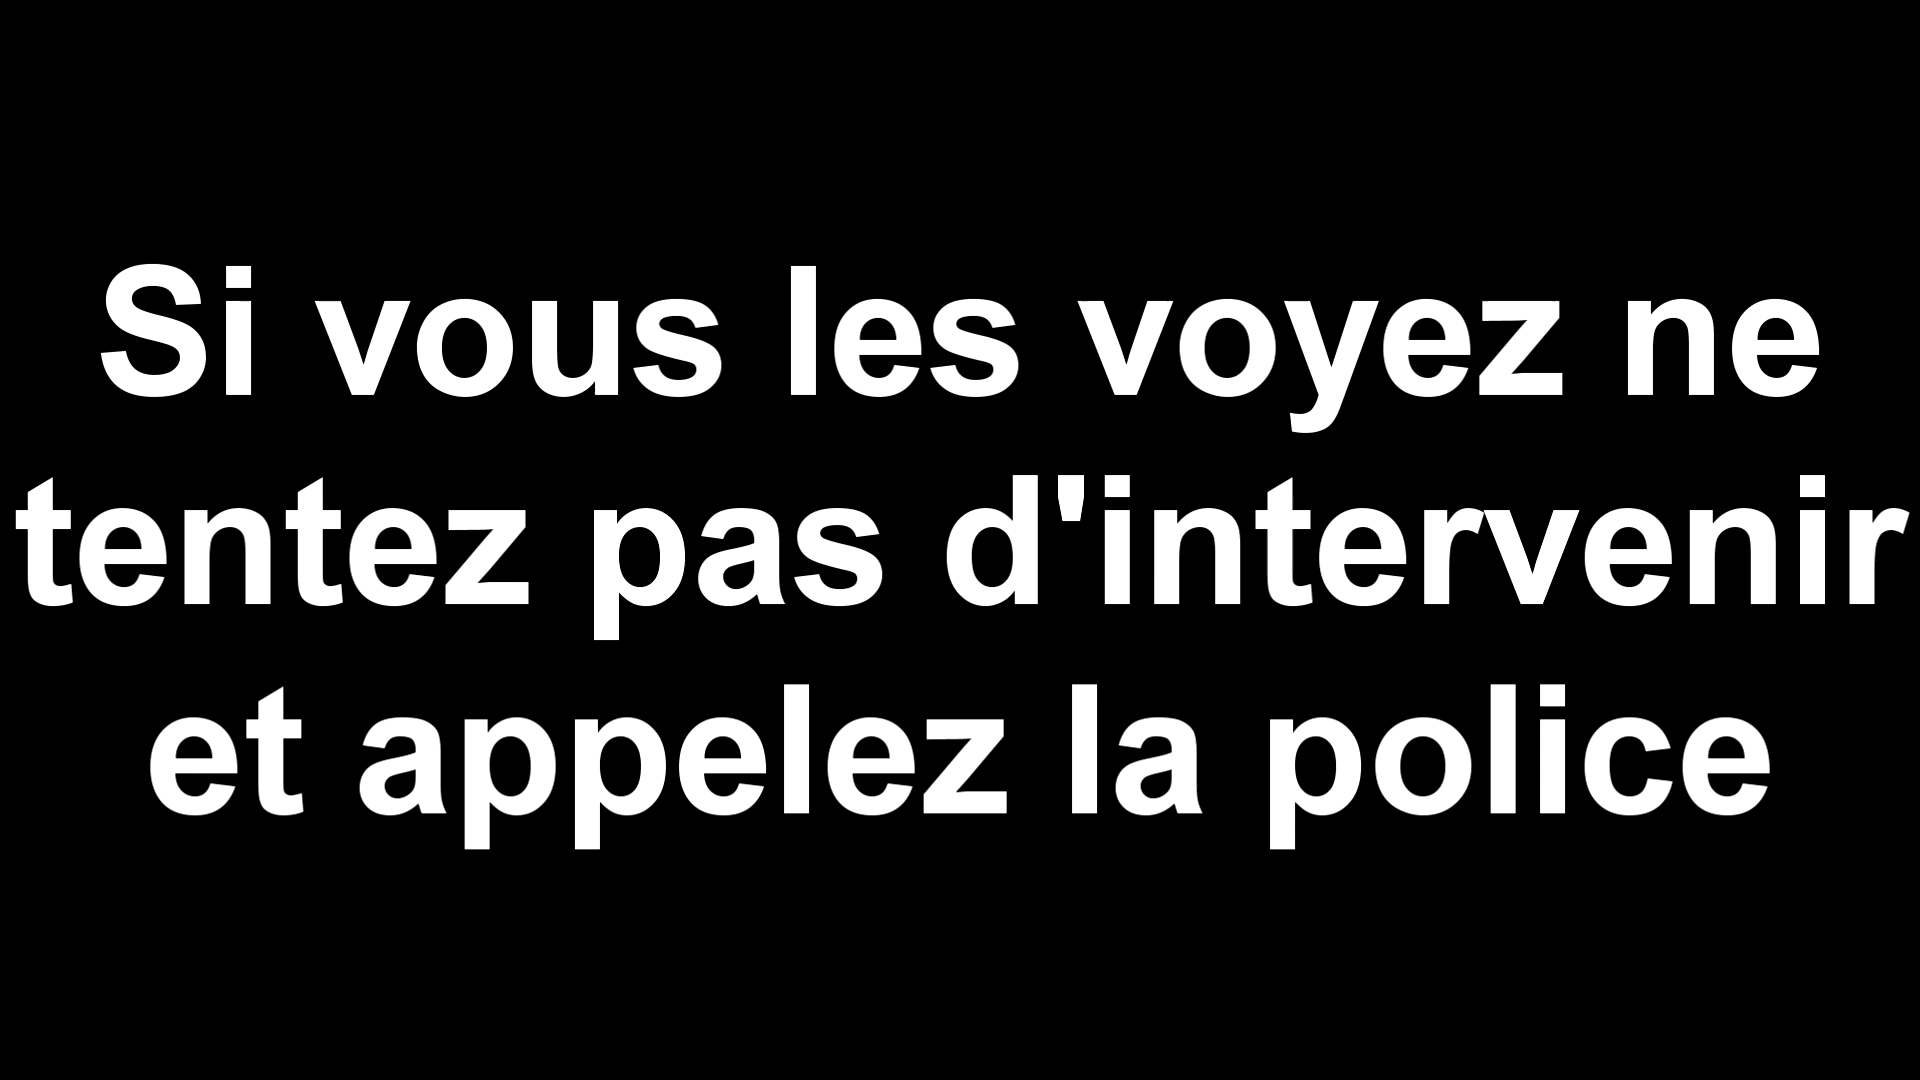 Si vous les voyez ne
tentez pas d'intervenir
et appelez la police